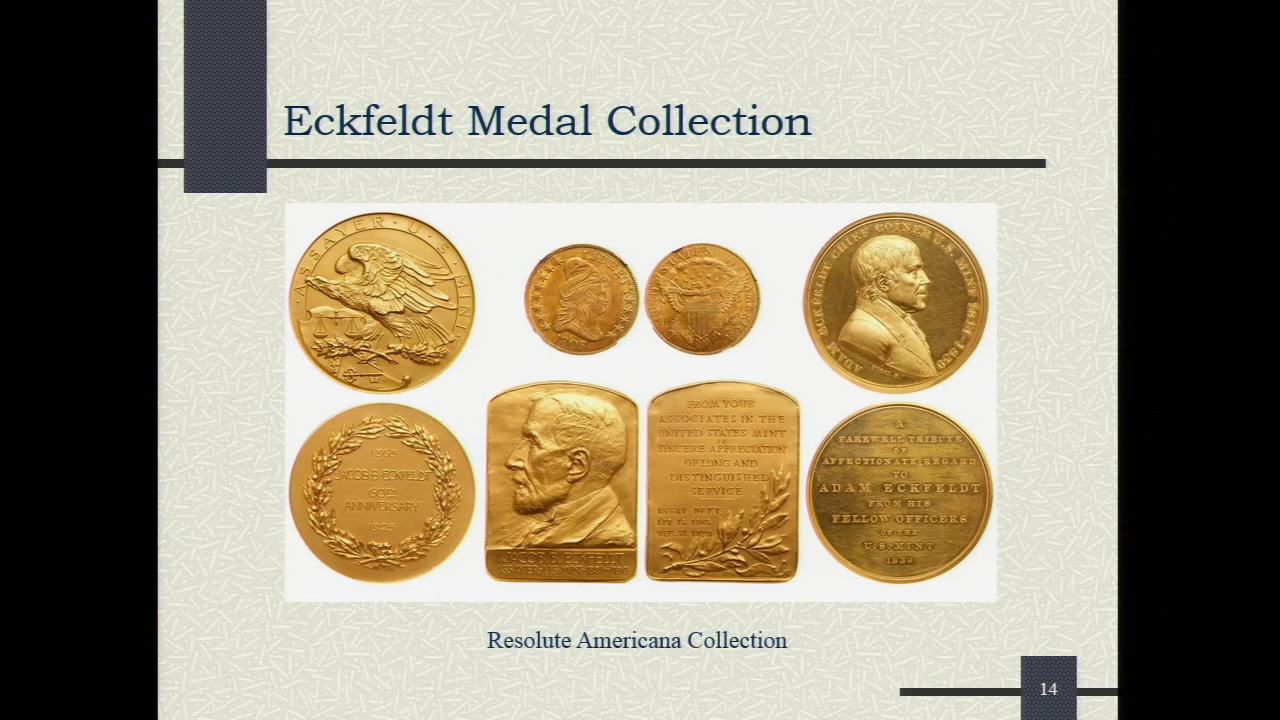 Eckfeldt Medal Collection
·ASSAYER·U·S·MINT·
ADAM ECKFELDT CHIEF COINER U.S. MINT 1814-1839
1865
JACOB·B·ECKFELDT
60TH
ANNIVERSARY
1925
JACOB B. ECKFELDT
FROM YOUR
ASSOCIATES IN THE
UNITED STATES MINT
IN
SINCERE APPRECIATION
OF LONG AND
DISTINGUISHED
SERVICE
ASSAY DEPT
A
FAREWELL TRIBUTE
OF
AFFECTIONATE REGARD
TO
ADAM ECKFELDT
FROM HIS
FELLOW OFFICERS
OF THE
U.S. MINT
1839
Resolute Americana Collection
14